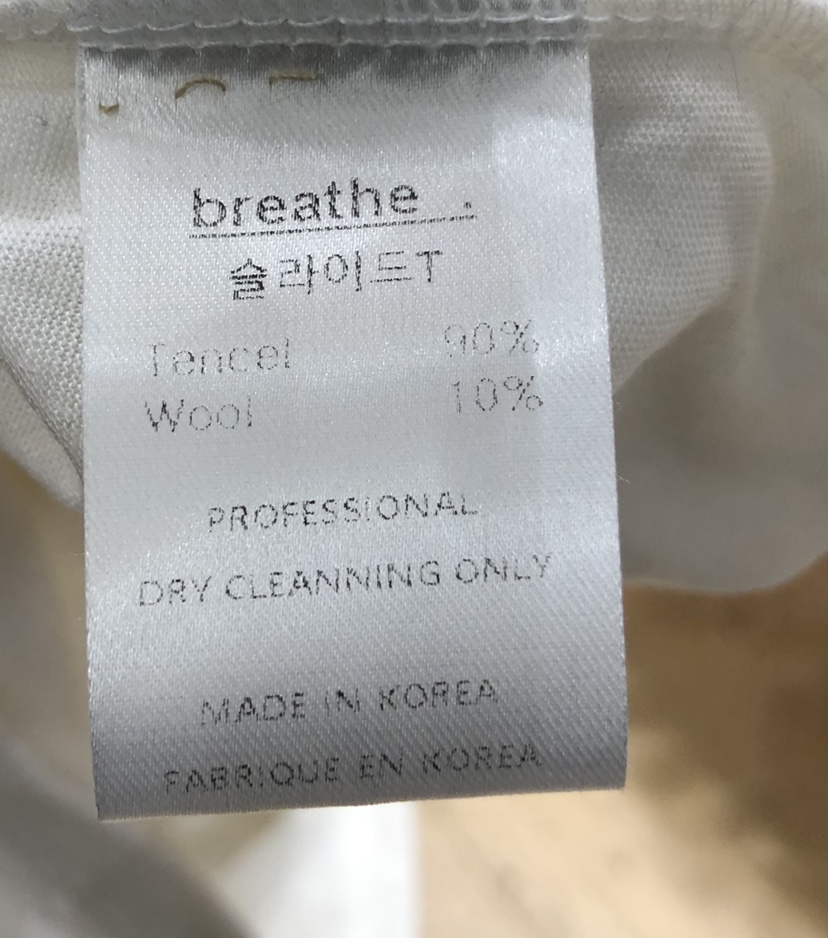 breathe .
슬라이드T
Tencel 90%
Wool 10%
PROFESSIONAL
DRY CLEANNING ONLY
MADE IN KOREA
FABRIQUE EN KOREA